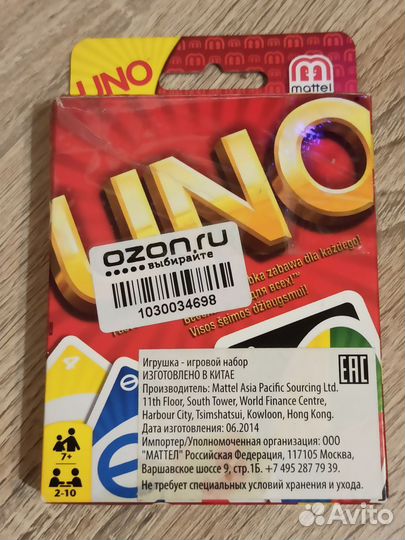 UNO
mattel
UNO
ozon.ru
выбирайте
1030034698
zabawa dla każdego!
для всех!™
Visos šeimos džiaugsmui!
4
Игрушка - игровой набор
ИЗГОТОВЛЕНО В КИТАЕ
Производитель: Mattel Asia Pacific Sourcing Ltd.
11th Floor, South Tower, World Finance Centre,
Harbour City, Tsimshatsui, Kowloon, Hong Kong.
Дата изготовления: 06.2014
Импортер/Уполномоченная организация: ООО
"МАТТЕЛ" Российская Федерация, 117105 Москва,
Варшавское шоссе 9, стр.1Б. +7 495 287 79 39.
Не требует специальных условий хранения и ухода.
EAC
7+
2-10
Avito